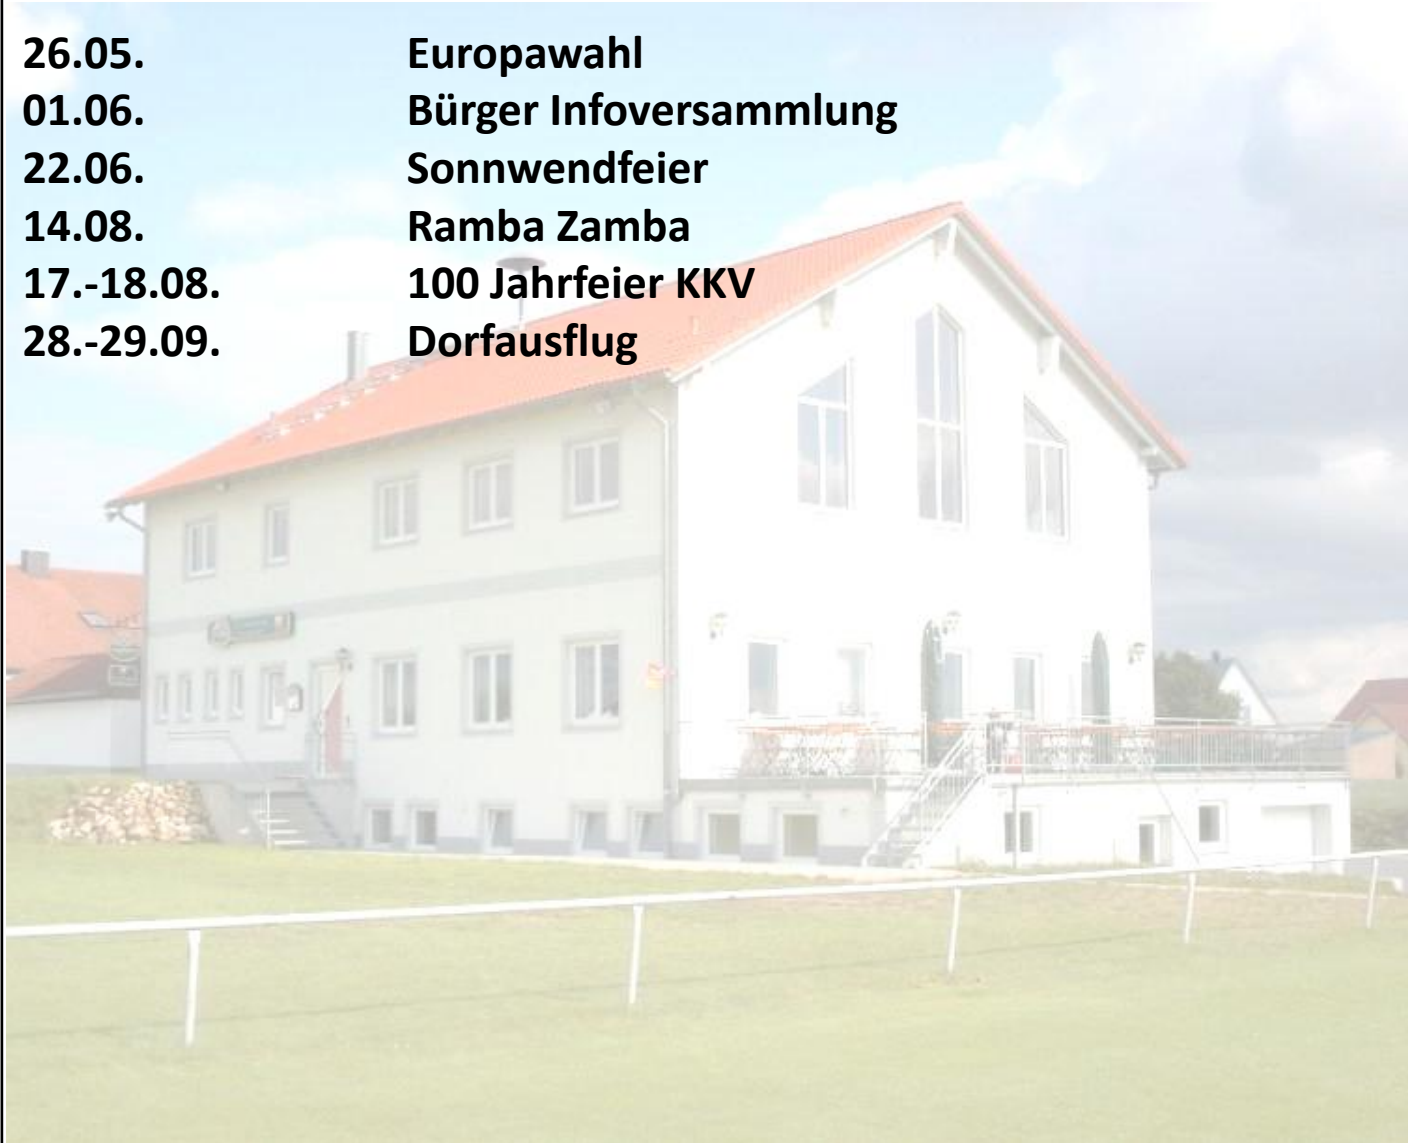 26.05. Europawahl
01.06. Bürger Infoversammlung
22.06. Sonnwendfeier
14.08. Ramba Zamba
17.-18.08. 100 Jahrfeier KKV
28.-29.09. Dorfausflug